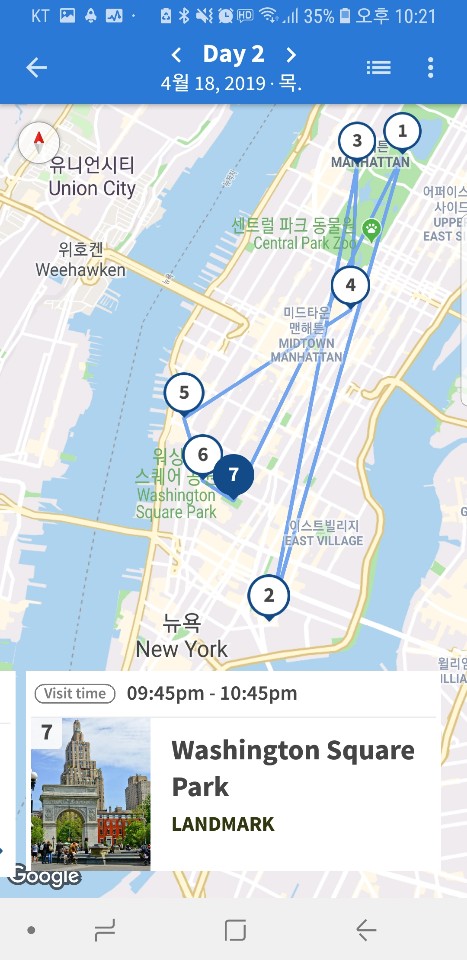 KT HD 35% 오후 10:21
Day 2
4월 18, 2019 · 목.
3
1
MANHATTAN
유니언시티
Union City
어퍼이스
사이드
UPPE
EAST S
센트럴 파크 동물원
Central Park Zoo
위호켄
Weehawken
4
미드타운
맨해튼
MIDTOWN
MANHATTAN
5
6
7
워싱
스퀘어 공
Washington
Square Park
이스트빌리지
EAST VILLAGE
2
뉴욕
New York
윌리엄
ILLIA
Visit time 09:45pm - 10:45pm
7
Washington Square
Park
LANDMARK
Google